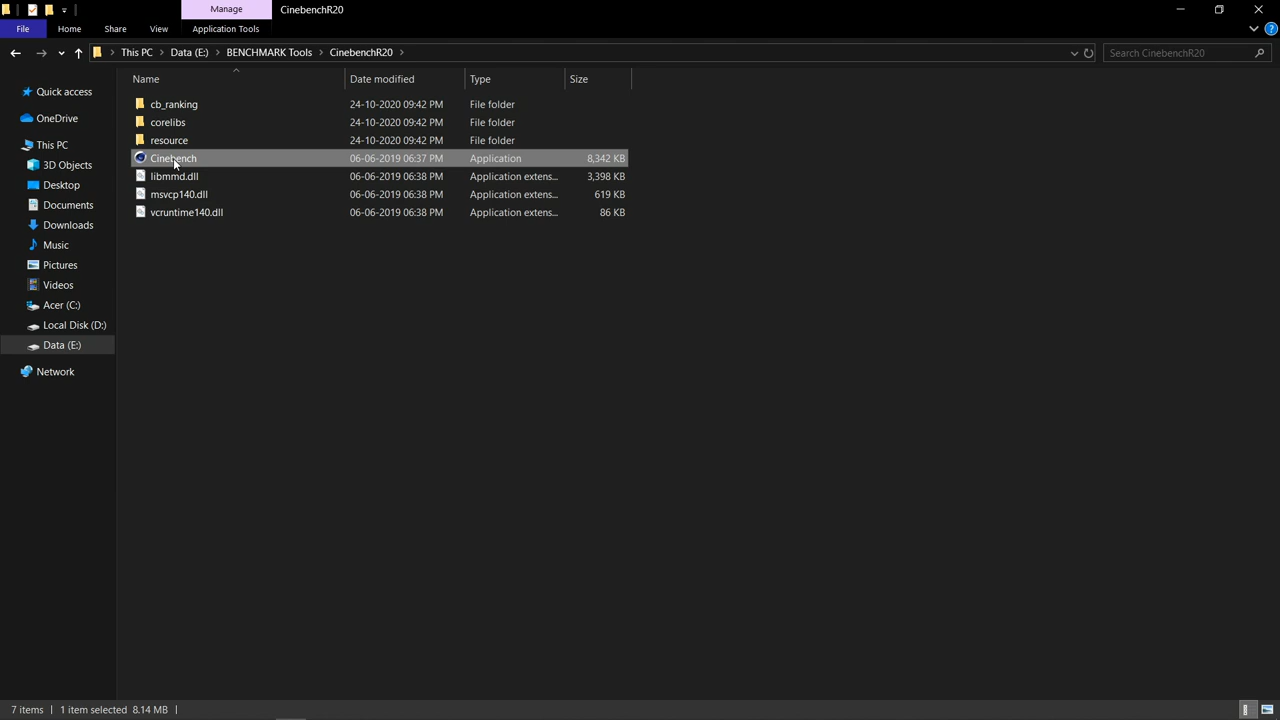 Manage CinebenchR20
File Home Share View Application Tools
This PC Data (E:) BENCHMARK Tools CinebenchR20 Search CinebenchR20
Name Date modified Type Size
cb_ranking 24-10-2020 09:42 PM File folder
corelibs 24-10-2020 09:42 PM File folder
resource 24-10-2020 09:42 PM File folder
Cinebench 06-06-2019 06:37 PM Application 8,342 KB
libmmd.dll 06-06-2019 06:38 PM Application extens... 3,398 KB
msvcp140.dll 06-06-2019 06:38 PM Application extens... 619 KB
vcruntime140.dll 06-06-2019 06:38 PM Application extens... 86 KB
Quick access
OneDrive
This PC
3D Objects
Desktop
Documents
Downloads
Music
Pictures
Videos
Acer (C:)
Local Disk (D:)
Data (E:)
Network
7 items 1 item selected 8.14 MB